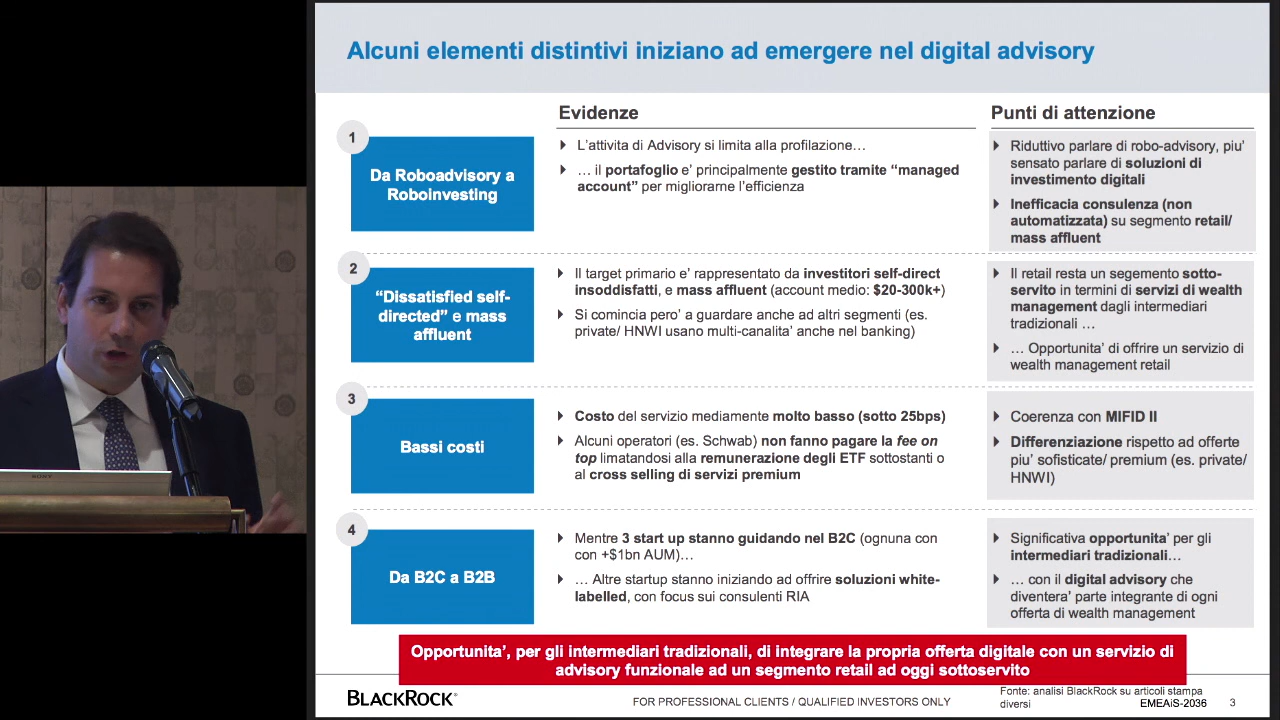 Alcuni elementi distintivi iniziano ad emergere nel digital advisory
Evidenze
Punti di attenzione
1
Da Roboadvisory a
Roboinvesting
L'attivita di Advisory si limita alla profilazione…
… il portafoglio e' principalmente gestito tramite “managed
account” per migliorarne l'efficienza
Riduttivo parlare di robo-advisory, piu'
sensato parlare di soluzioni di
investimento digitali
Inefficacia consulenza (non
automatizzata) su segmento retail/
mass affluent
2
“Dissatisfied self-
directed” e mass
affluent
Il target primario e' rappresentato da investitori self-direct
insoddisfatti, e mass affluent (account medio: $20-300k+)
Si comincia pero' a guardare anche ad altri segmenti (es.
private/ HNWI usano multi-canalita' anche nel banking)
Il retail resta un segemento sotto-
servito in termini di servizi di wealth
management dagli intermediari
tradizionali …
… Opportunita' di offrire un servizio di
wealth management retail
3
Bassi costi
Costo del servizio mediamente molto basso (sotto 25bps)
Alcuni operatori (es. Schwab) non fanno pagare la fee on
top limatandosi alla remunerazione degli ETF sottostanti o
al cross selling di servizi premium
Coerenza con MIFID II
Differenziazione rispetto ad offerte
piu' sofisticate/ premium (es. private/
HNWI)
4
Da B2C a B2B
Mentre 3 start up stanno guidando nel B2C (ognuna con
con +$1bn AUM)…
… Altre startup stanno iniziando ad offrire soluzioni white-
labelled, con focus sui consulenti RIA
Significativa opportunita' per gli
intermediari tradizionali…
… con il digital advisory che
diventera' parte integrante di ogni
offerta di wealth management
Opportunita', per gli intermediari tradizionali, di integrare la propria offerta digitale con un servizio di
advisory funzionale ad un segmento retail ad oggi sottoservito
BLACKROCK®
FOR PROFESSIONAL CLIENTS / QUALIFIED INVESTORS ONLY
Fonte: analisi BlackRock su articoli stampa
diversi
EMEAiS-2036
3
SONY